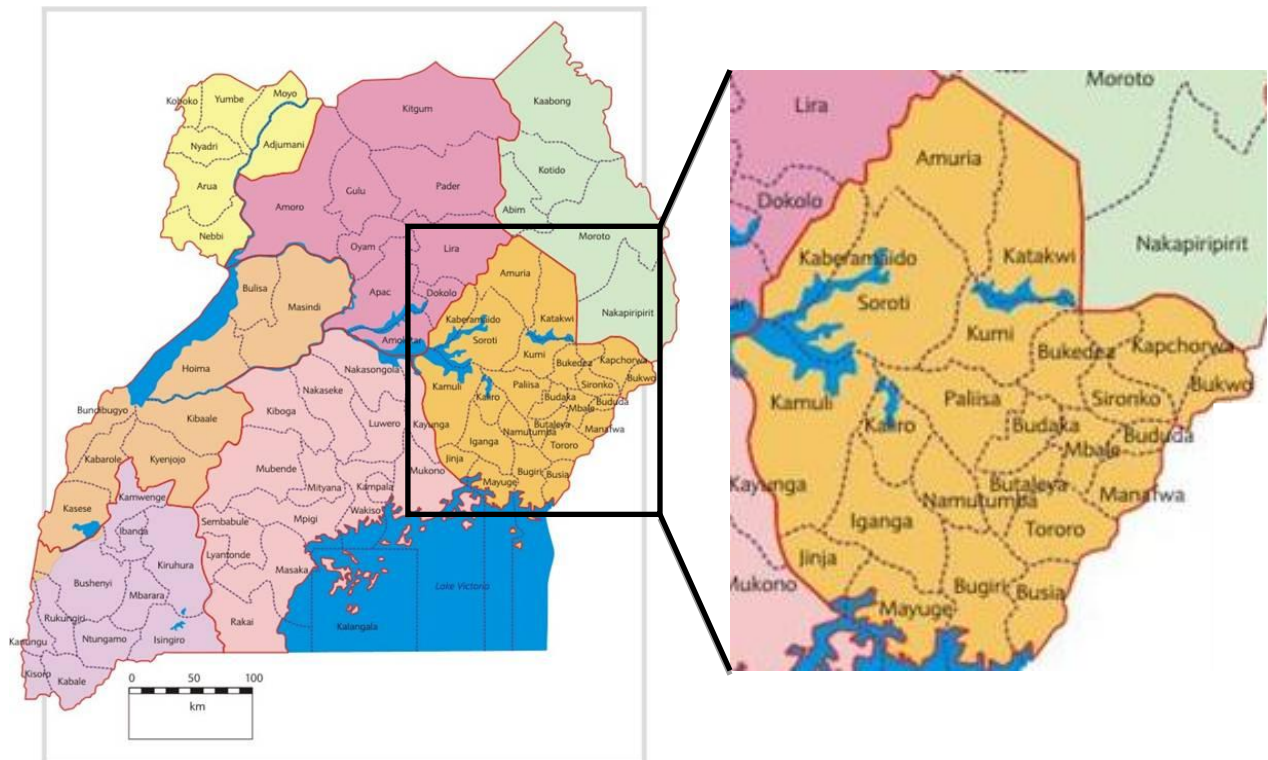 Koboko
Yumbe
Moyo
Nyadri
Adjumani
Arua
Nebbi
Kitgum
Kaabong
Gulu
Pader
Kotido
Amoro
Abim
Oyam
Lira
Moroto
Apac
Dokolo
Amuria
Nakapiripirit
Bulisa
Masindi
Kaberamaido
Katakwi
Soroti
Amolatar
Kumi
Hoima
Nakasongola
Bukedea
Kapchorwa
Bukwo
Bundibugyo
Kibaale
Kiboga
Nakaseke
Kamuli
Kaliro
Paliisa
Sironko
Budaka
Mbale
Bududa
Luwero
Kayunga
Namutumba
Butaleya
Manafwa
Kabarole
Kyenjojo
Iganga
Tororo
Mubende
Jinja
Mukono
Bugiri
Busia
Mityana
Kampala
Mayuge
Kasese
Kamwenge
Wakiso
Ibanda
Sembabule
Mpigi
Lyantonde
Kiruhura
Masaka
Bushenyi
Mbarara
Lake Victoria
Rukungiri
Rakai
Kalangala
Kanungu
Ntungamo
Isingiro
Kisoro
Kabale
0 50 100
km
Moroto
Lira
Amuria
Dokolo
Nakapiripirit
Kaberamaido
Katakwi
Soroti
Kumi
Bukedea
Kapchorwa
Bukwo
Kamuli
Paliisa
Sironko
Kaliro
Budaka
Mbale
Bududa
Kayunga
Butaleya
Manafwa
Namutumba
Iganga
Tororo
Jinja
Mukono
Bugiri
Busia
Mayuge